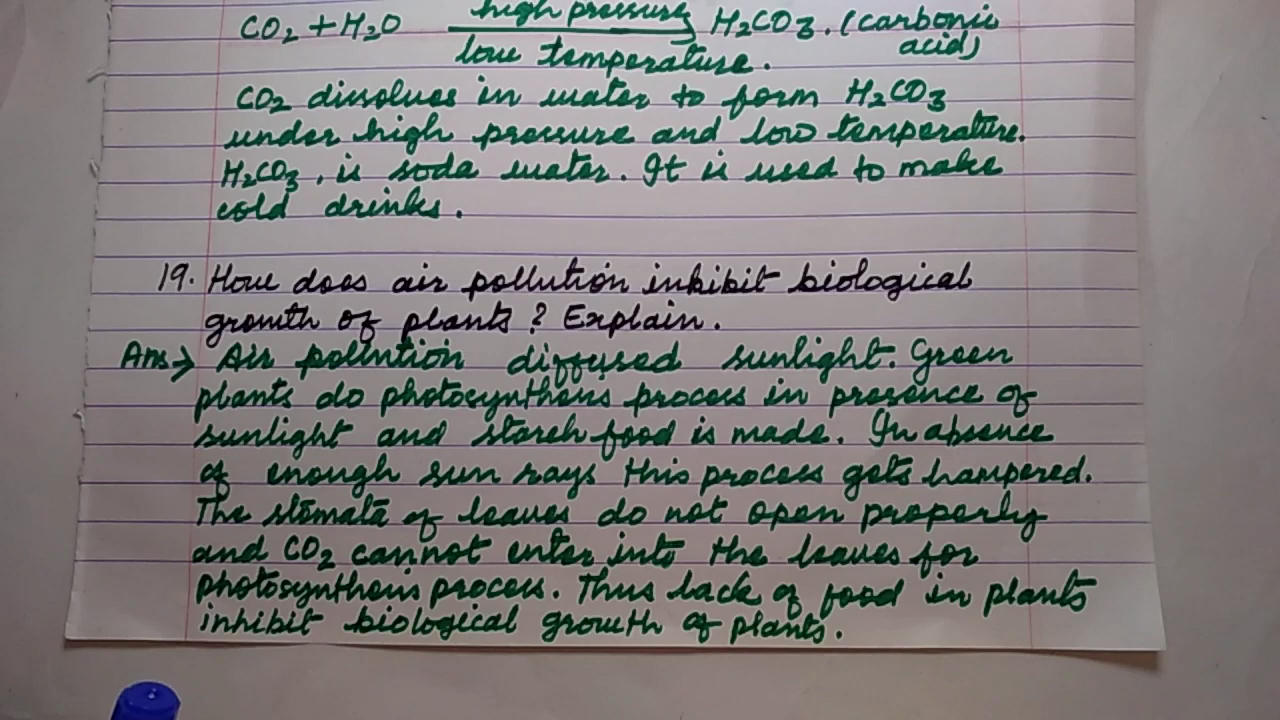 high pressure
CO2 + H2O → H2CO3. (carbonic
low temperature. acid)
CO2 dissolves in water to form H2CO3
under high pressure and low temperature.
H2CO3, is soda water. It is used to make
cold drinks.
19. How does air pollution inhibit biological
growth of plants? Explain.
Ans→ Air pollution diffused sunlight. Green
plants do photosynthesis process in presence of
sunlight and starch food is made. In absence
of enough sun rays this process gets hampered.
The stomata of leaves do not open properly
and CO2 cannot enter into the leaves for
photosynthesis process. Thus lack of food in plants
inhibit biological growth of plants.